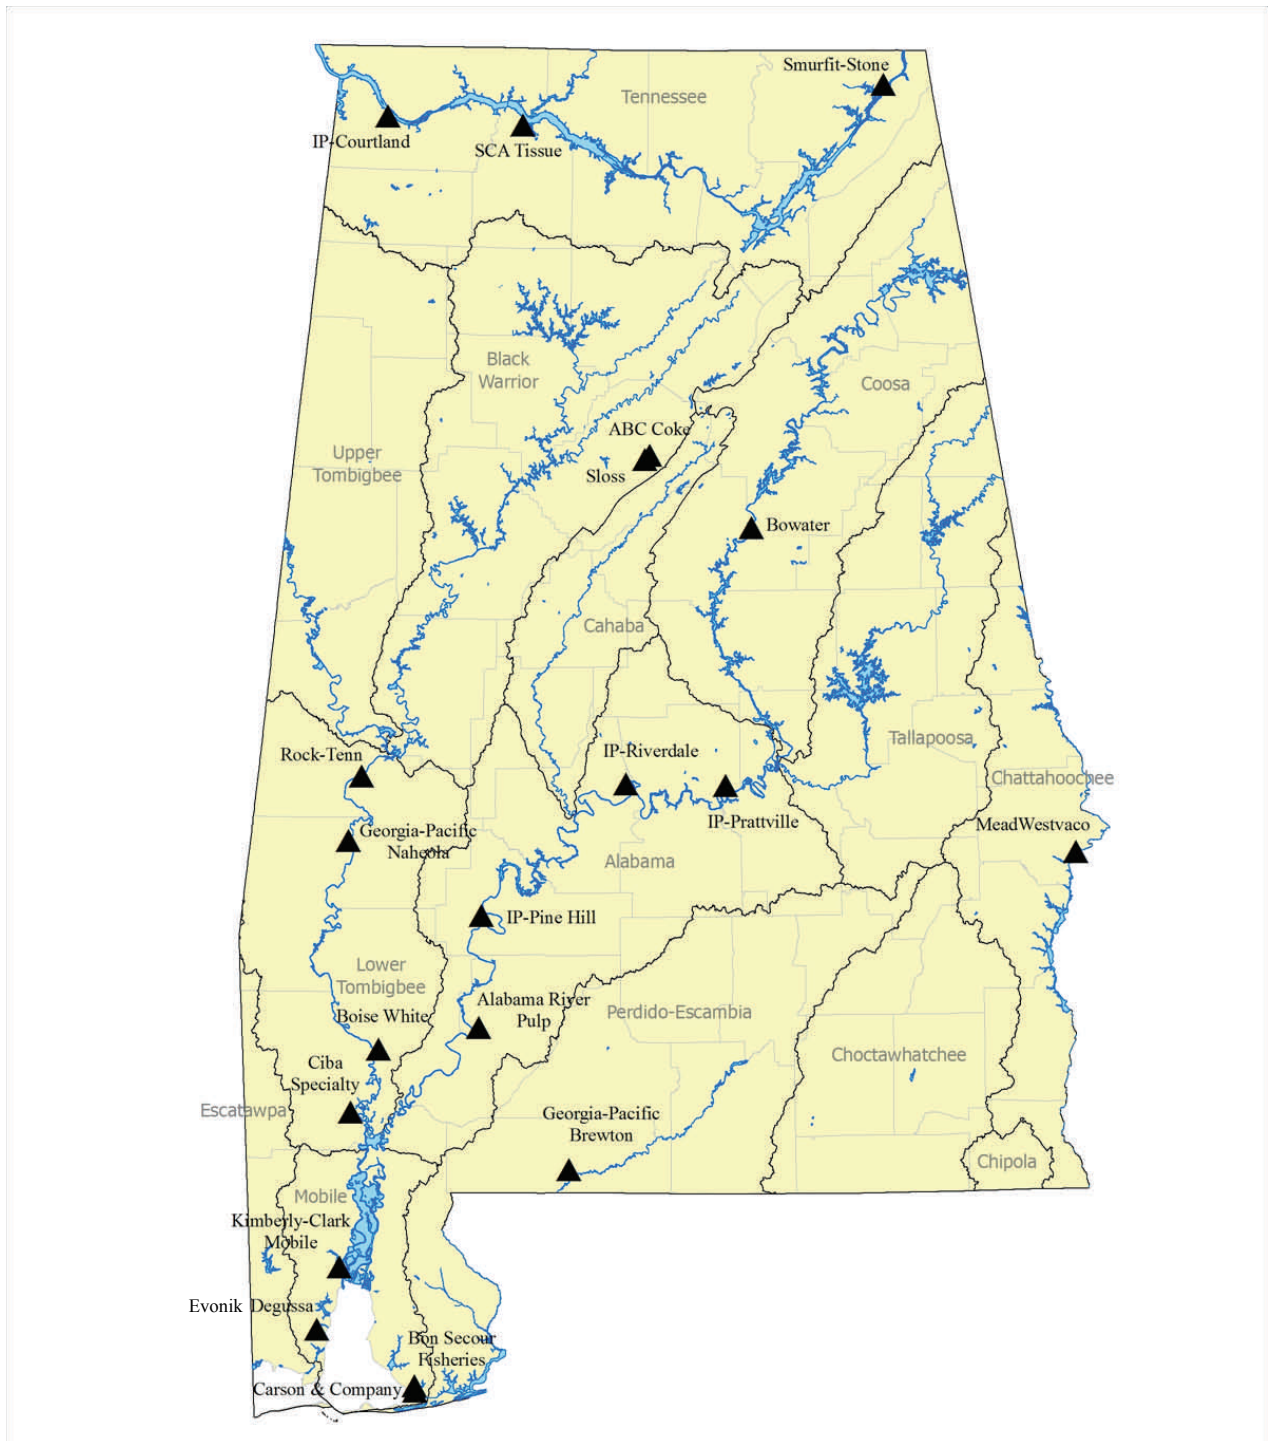 Smurfit-Stone
Tennessee
IP-Courtland
SCA Tissue
Black
Warrior
Coosa
ABC Coke
Upper
Tombigbee
Sloss
Bowater
Cahaba
Tallapoosa
Rock-Tenn
IP-Riverdale
Chattahoochee
IP-Prattville
MeadWestvaco
Georgia-Pacific
Naheola
Alabama
IP-Pine Hill
Lower
Tombigbee
Alabama River
Pulp
Perdido-Escambia
Boise White
Choctawhatchee
Ciba
Specialty
Escatawpa
Georgia-Pacific
Brewton
Chipola
Mobile
Kimberly-Clark
Mobile
Evonik Degussa
Bon Secour
Fisheries
Carson & Company